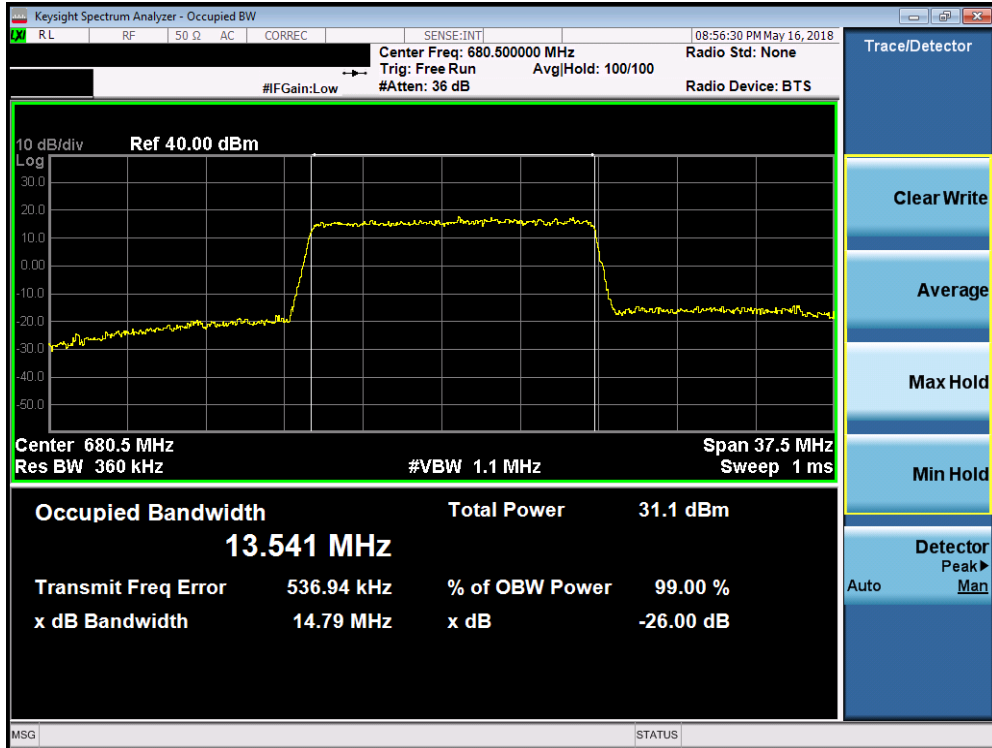 Keysight Spectrum Analyzer - Occupied BW
LXI RL RF 50 Ω AC CORREC SENSE:INT 08:56:30 PM May 16, 2018
Center Freq: 680.500000 MHz Radio Std: None
Trig: Free Run Avg|Hold: 100/100
#IFGain:Low #Atten: 36 dB Radio Device: BTS
10 dB/div Ref 40.00 dBm
Log
30.0
20.0
10.0
0.00
-10.0
-20.0
-30.0
-40.0
-50.0
Center 680.5 MHz Span 37.5 MHz
Res BW 360 kHz #VBW 1.1 MHz Sweep 1 ms
Occupied Bandwidth Total Power 31.1 dBm
13.541 MHz
Transmit Freq Error 536.94 kHz % of OBW Power 99.00 %
x dB Bandwidth 14.79 MHz x dB -26.00 dB
Trace/Detector
Clear Write
Average
Max Hold
Min Hold
Detector
Peak▶
Auto Man
MSG STATUS